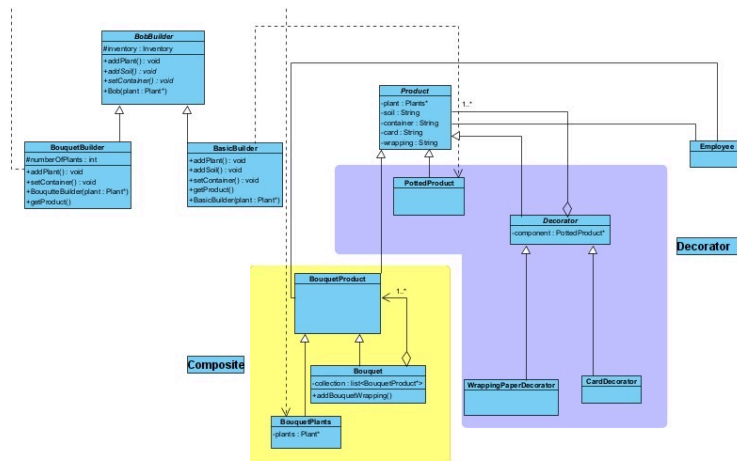 BobBuilder
#inventory : Inventory
+addPlant() : void
+addSoil() : void
+setContainer() : void
+Bob(plant : Plant*)
BouquetBuilder
#numberOfPlants : int
+addPlant() : void
+setContainer() : void
+BouqutteBuilder(plant : Plant*)
+getProduct()
BasicBuilder
+addPlant() : void
+addSoil() : void
+setContainer() : void
+getProduct()
+BasicBuilder(plant : Plant*)
Product
-plant : Plants*
-soil : String
-container : String
-card : String
-wrapping : String
1..*
Employee
PottedProduct
Decorator
-component : PottedProduct*
Decorator
BouquetProduct
1..*
Composite
Bouquet
-collection : list<BouquetProduct*>
+addBouquetWrapping()
WrappingPaperDecorator
CardDecorator
BouquetPlants
-plants : Plant*